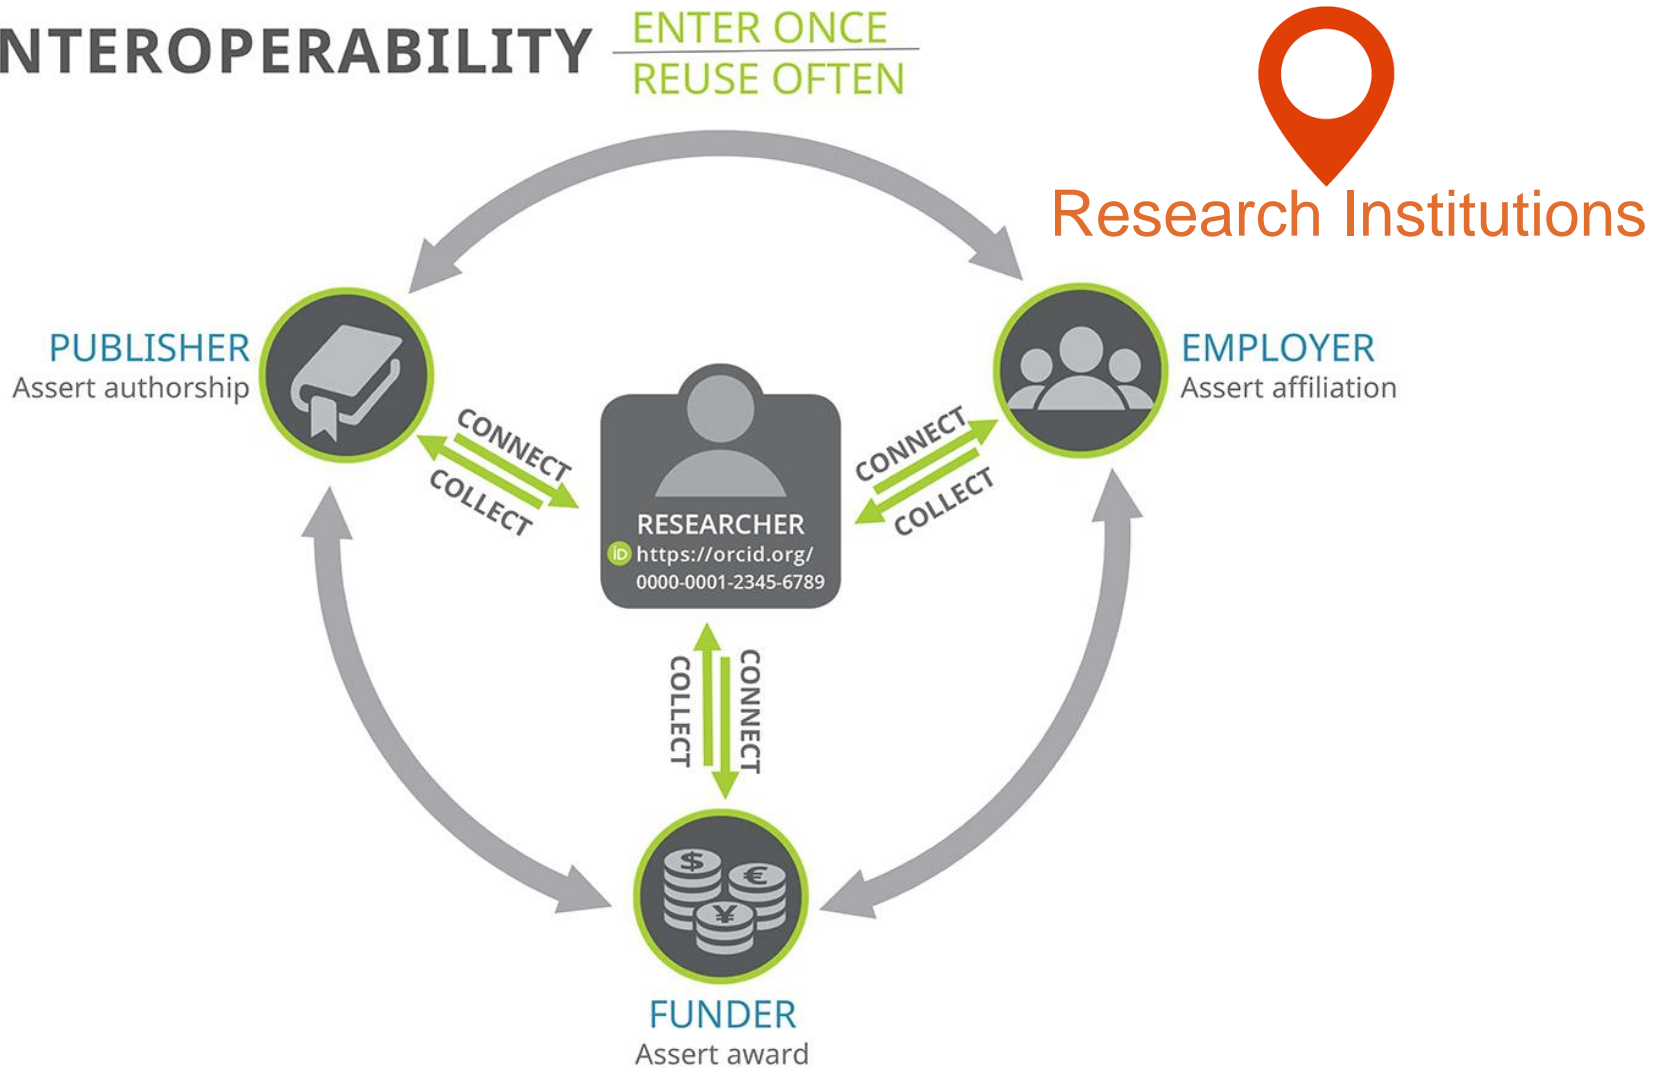 NTEROPERABILITY
ENTER ONCE
REUSE OFTEN
Research Institutions
PUBLISHER
Assert authorship
EMPLOYER
Assert affiliation
CONNECT
COLLECT
CONNECT
COLLECT
RESEARCHER
iD https://orcid.org/
0000-0001-2345-6789
COLLECT
CONNECT
$
€
¥
FUNDER
Assert award